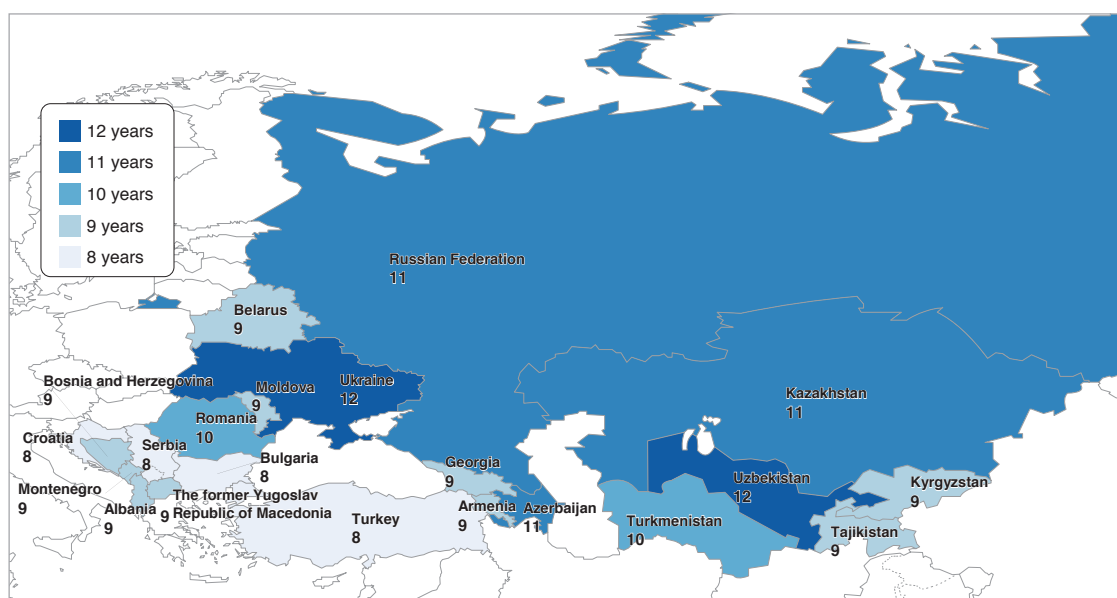 12 years
11 years
10 years
9 years
8 years
Russian Federation
11
Belarus
9
Bosnia and Herzegovina
9
Moldova
9
Ukraine
12
Kazakhstan
11
Romania
10
Croatia
8
Serbia
8
Bulgaria
8
Georgia
9
Uzbekistan
12
Kyrgyzstan
9
Montenegro
9
Albania
9
The former Yugoslav
9 Republic of Macedonia
Turkey
8
Armenia
9
Azerbaijan
11
Turkmenistan
10
Tajikistan
9